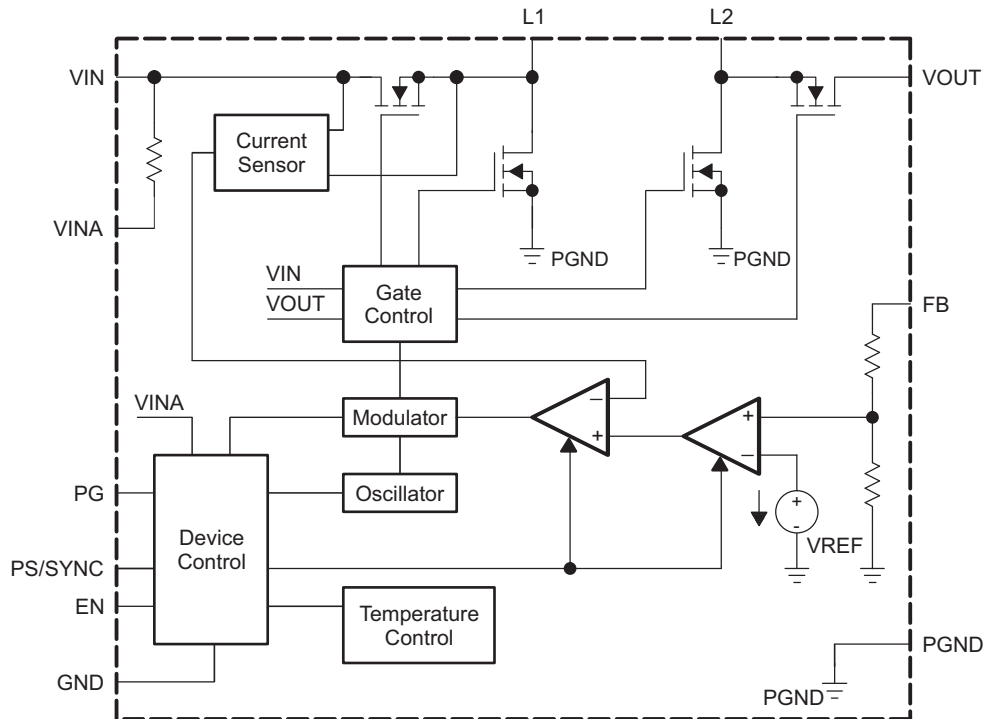 L1
L2
VIN
VOUT
Current
Sensor
VINA
PGND
PGND
VIN
VOUT
Gate
Control
FB
VINA
Modulator
–
+
+
–
PG
Oscillator
Device
Control
+
-
VREF
PS/SYNC
EN
Temperature
Control
PGND
GND
PGND